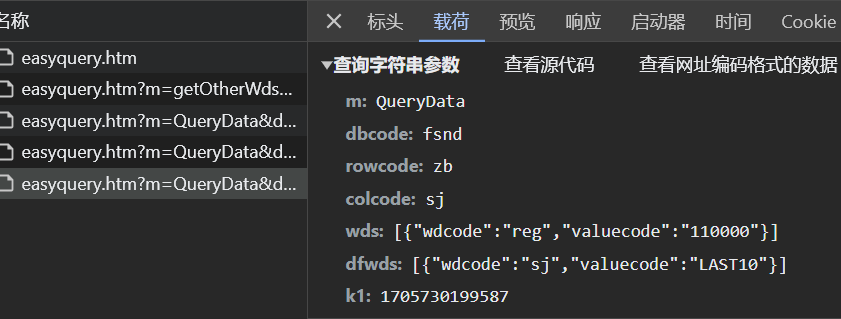 名称
easyquery.htm
easyquery.htm?m=getOtherWds...
easyquery.htm?m=QueryData&d...
easyquery.htm?m=QueryData&d...
easyquery.htm?m=QueryData&d...
标头 载荷 预览 响应 启动器 时间 Cookie
▼查询字符串参数 查看源代码 查看网址编码格式的数据
m: QueryData
dbcode: fsnd
rowcode: zb
colcode: sj
wds: [{"wdcode":"reg","valuecode":"110000"}]
dfwds: [{"wdcode":"sj","valuecode":"LAST10"}]
k1: 1705730199587